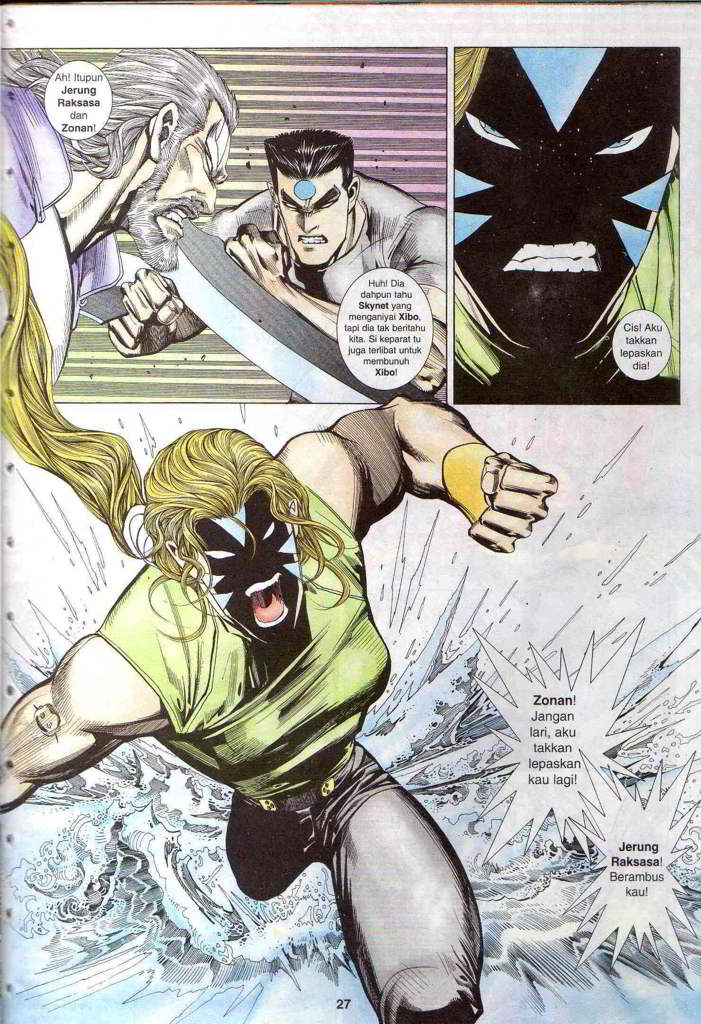 Ah! Itupun
Jerung
Raksasa
dan
Zonan!
Huh! Dia
dahpun tahu
Skynet yang
menganiyai Xibo,
tapi dia tak beritahu
kita. Si keparat tu
juga terlibat untuk
membunuh
Xibo!
Cis! Aku
takkan
lepaskan
dia!
Zonan!
Jangan
lari, aku
takkan
lepaskan
kau lagi!
Jerung
Raksasa!
Berambus
kau!
27